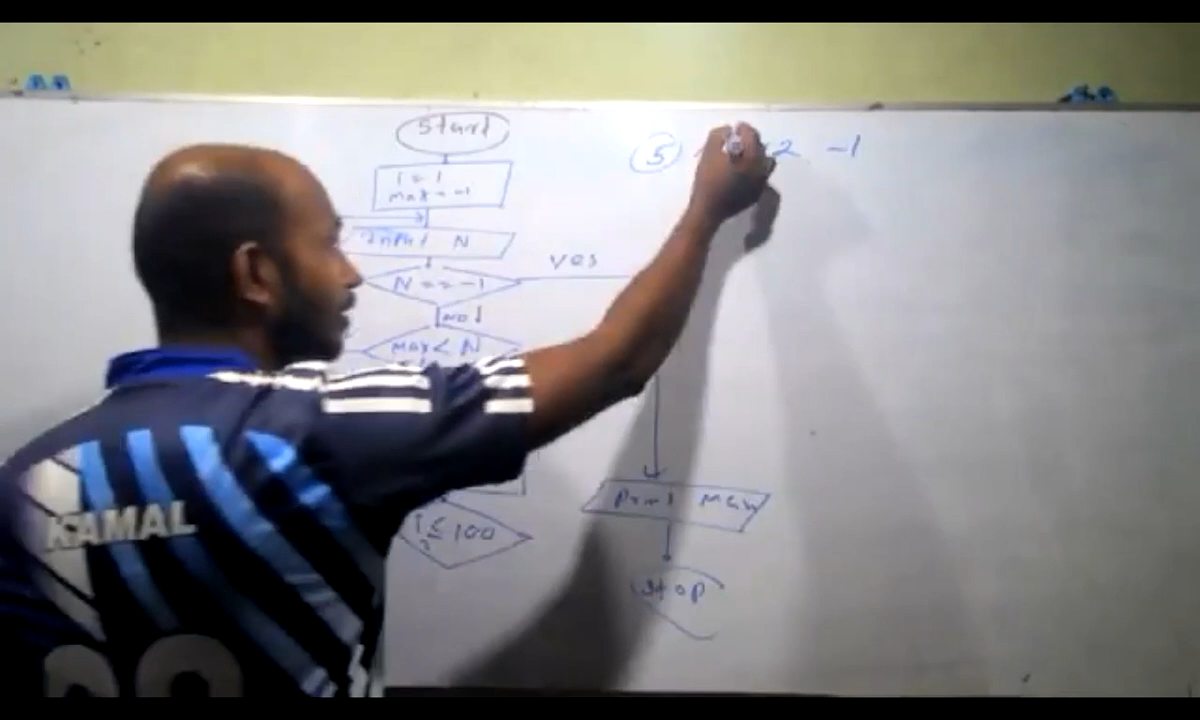 Start
5 2 -1
I = 1
Max = -1
Input N
N == -1
Yes
NO
Max < N
KAMAL
Print Max
I ≤ 100
Stop